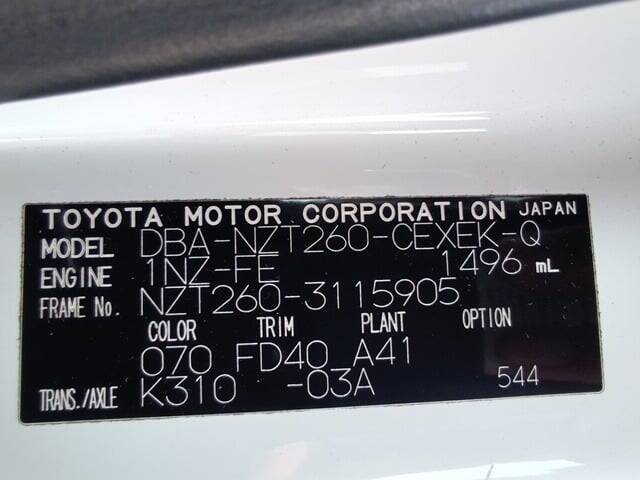 TOYOTA MOTOR CORPORATION JAPAN
MODEL DBA-NZT260-CEXEK-Q
ENGINE 1NZ-FE 1496 mL
FRAME No. NZT260-3115905
COLOR TRIM PLANT OPTION
070 FD40 A41
TRANS./AXLE K310 -03A 544